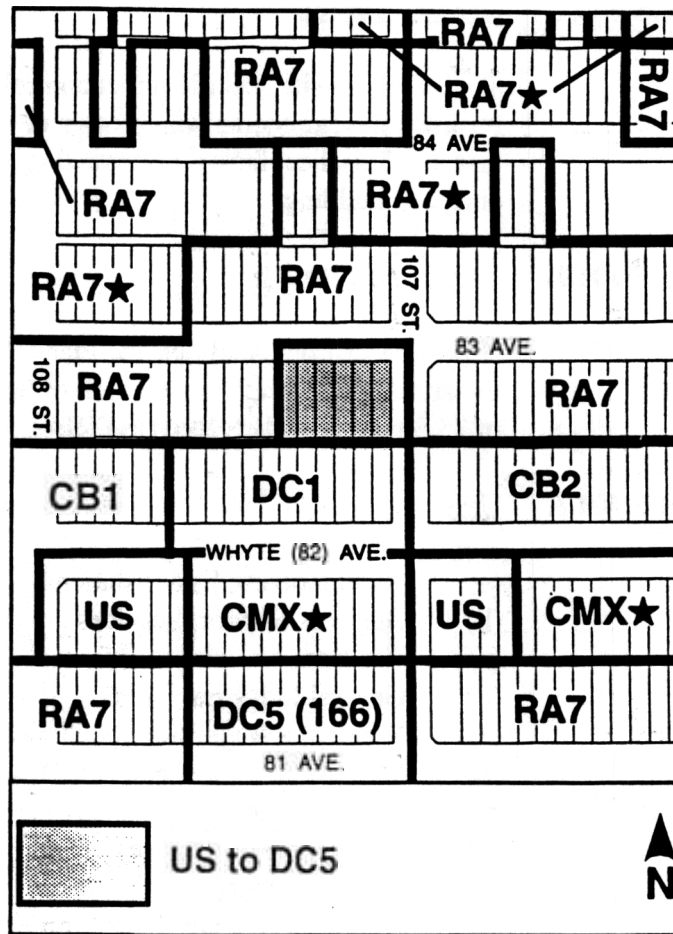 RA7
RA7
RA7★
RA7
84 AVE.
RA7
RA7★
RA7★
RA7
107 ST.
83 AVE.
108 ST.
RA7
RA7
CB1
DC1
CB2
WHYTE (82) AVE.
US
CMX★
US
CMX★
RA7
DC5 (166)
RA7
81 AVE.
US to DC5
N